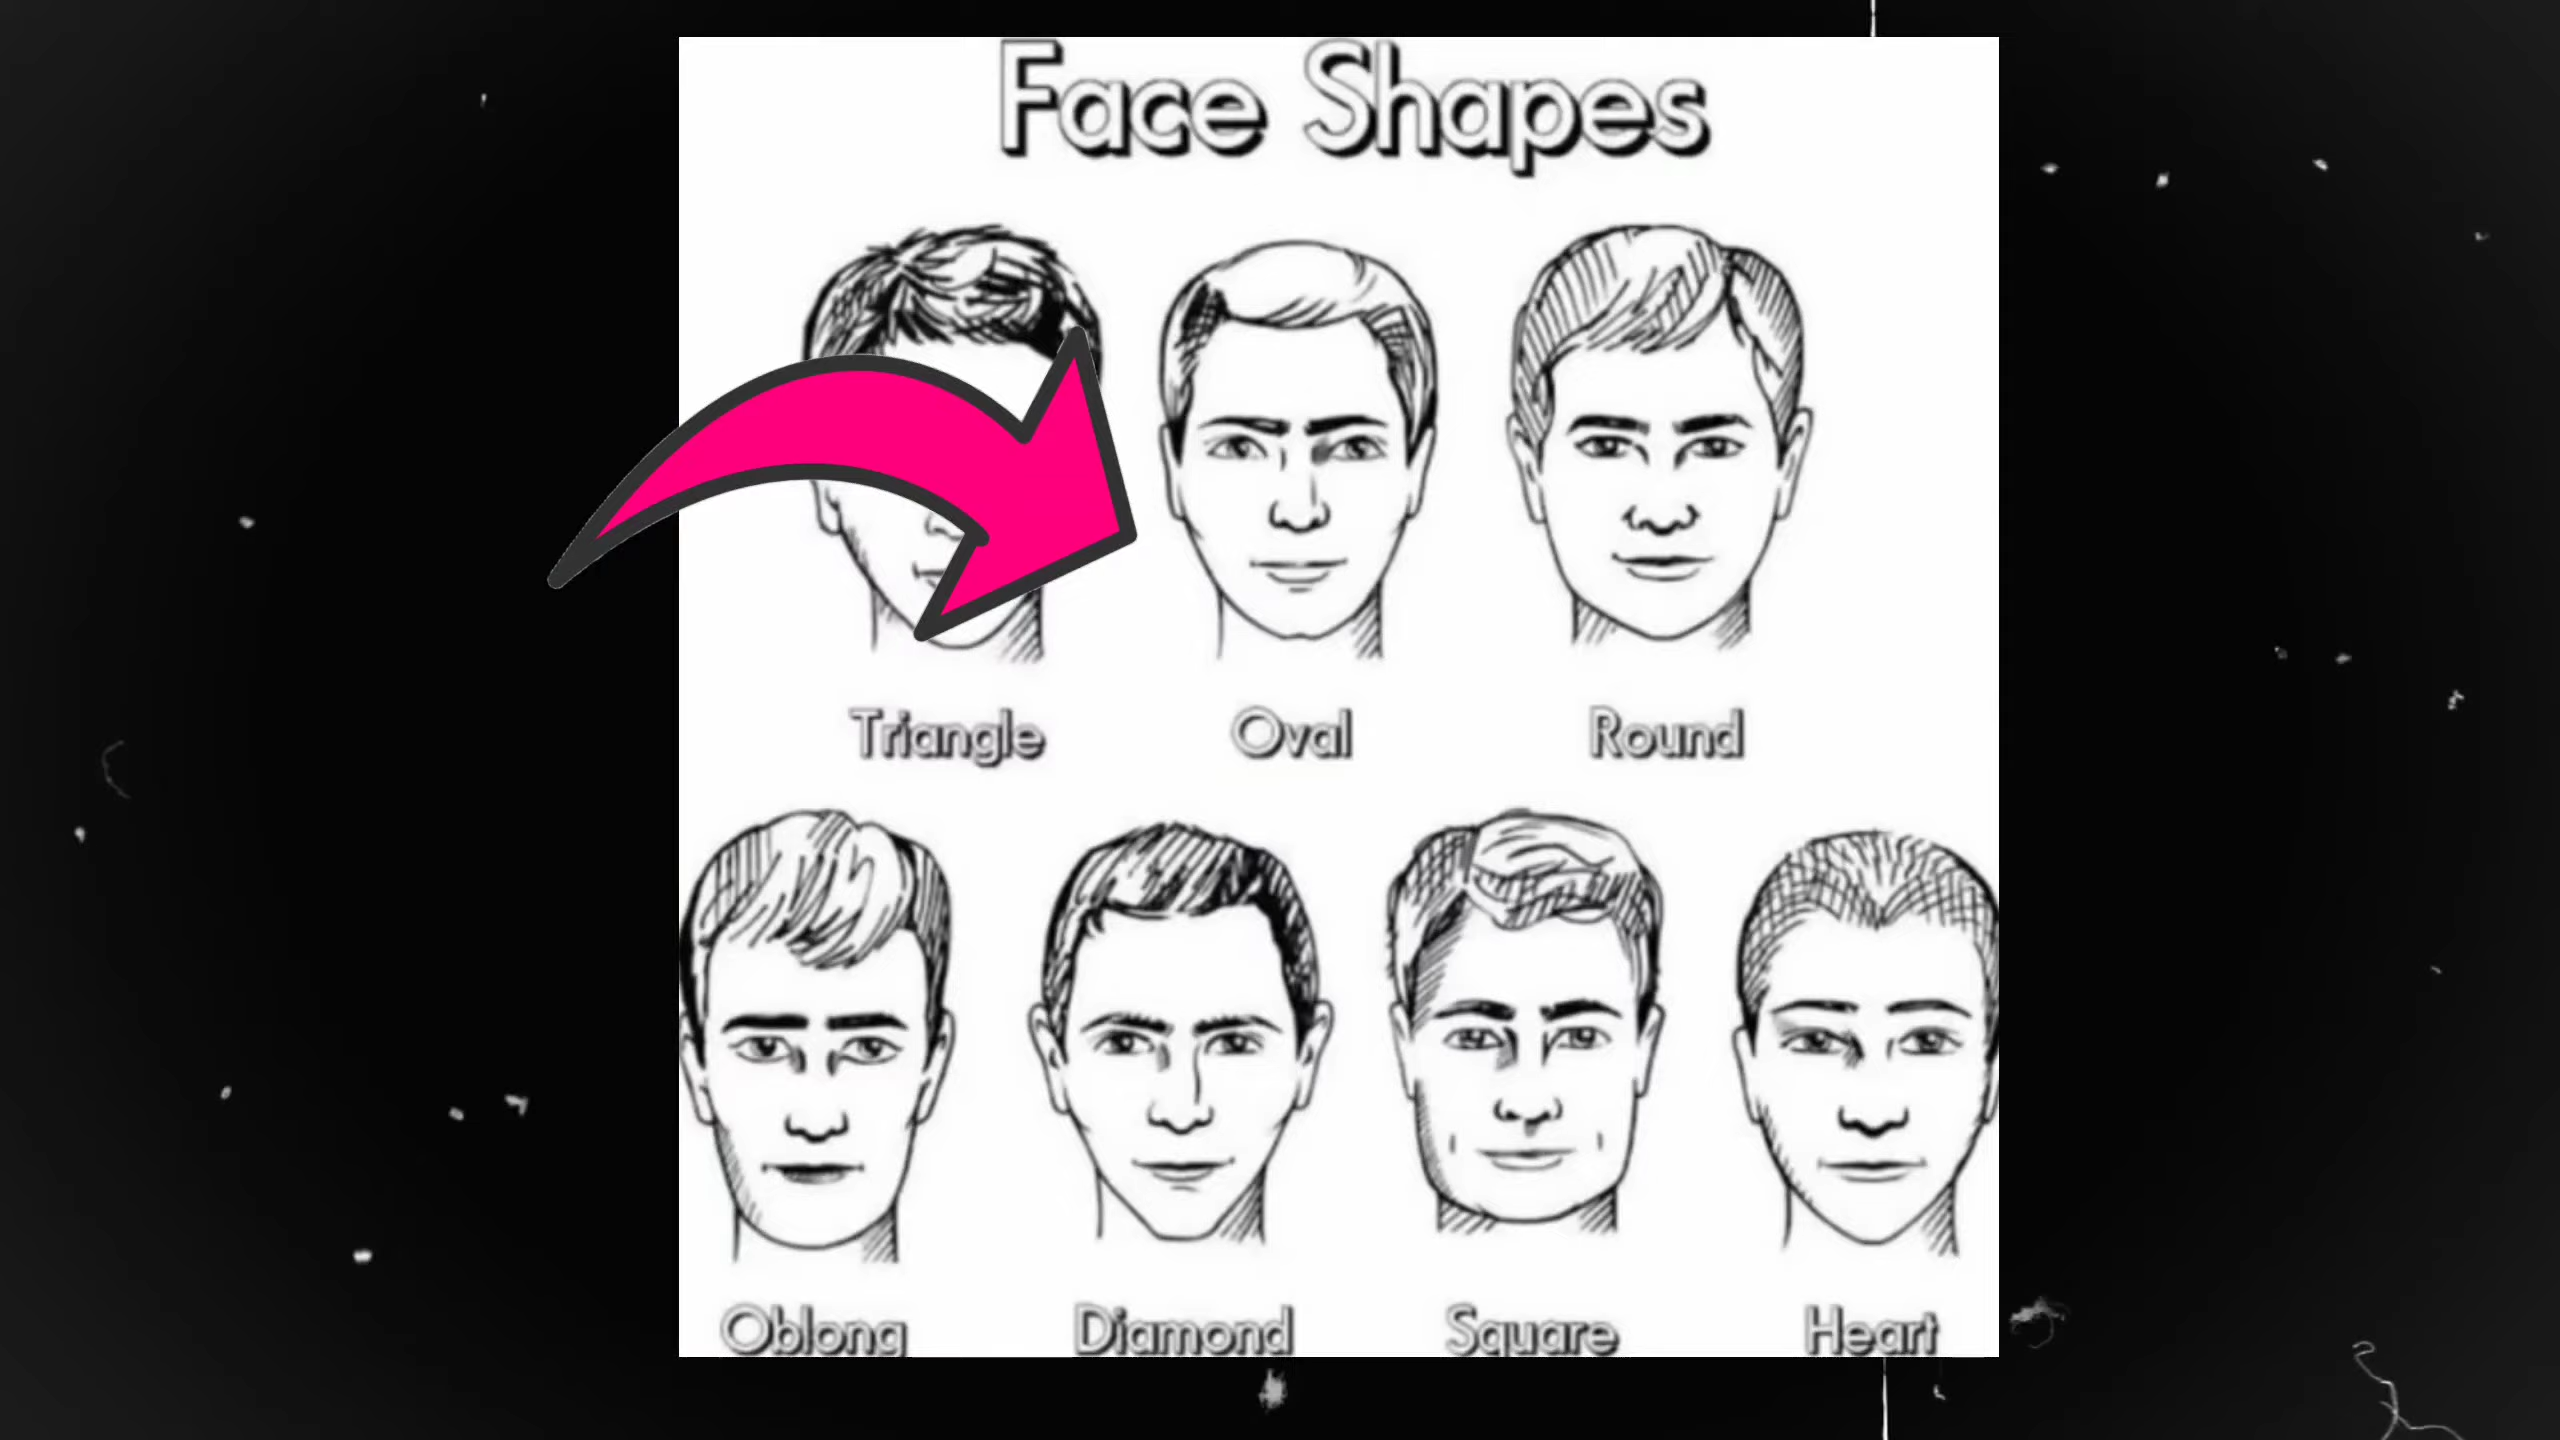 Face Shapes
Triangle
Oval
Round
Oblong
Diamond
Square
Heart